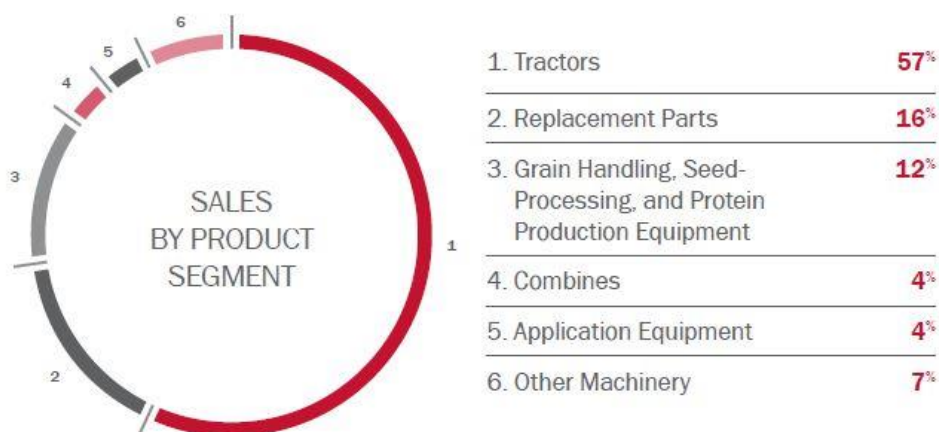 SALES
BY PRODUCT
SEGMENT
1
2
3
4
5
6
1. Tractors 57%
2. Replacement Parts 16%
3. Grain Handling, Seed- 12%
Processing, and Protein
Production Equipment
4. Combines 4%
5. Application Equipment 4%
6. Other Machinery 7%